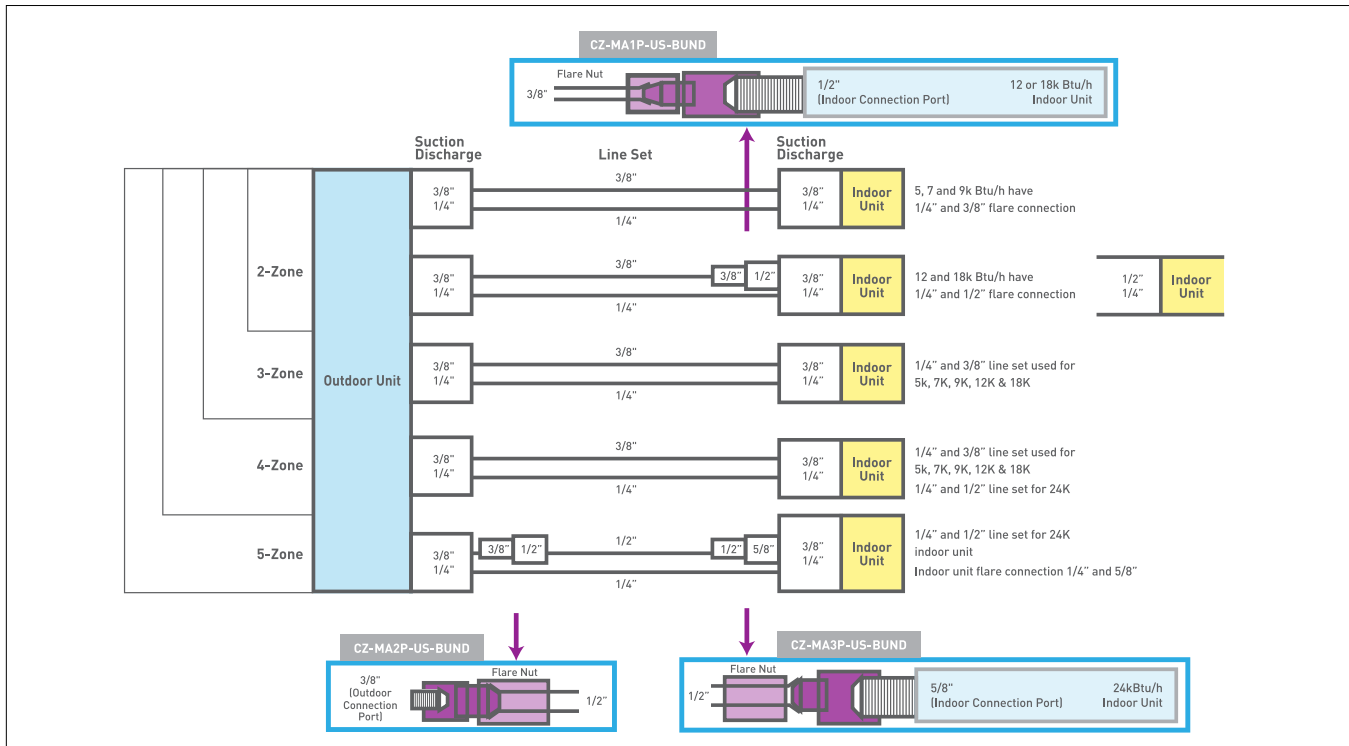 CZ-MA1P-US-BUND
Flare Nut
3/8"
1/2"
(Indoor Connection Port)
12 or 18k Btu/h
Indoor Unit
Suction
Discharge
Line Set
Suction
Discharge
3/8"
1/4"
3/8"
1/4"
3/8"
1/4"
Indoor
Unit
5, 7 and 9k Btu/h have
1/4" and 3/8" flare connection
2-Zone
3/8"
1/4"
3/8"
1/4"
3/8"
1/2"
3/8"
1/4"
Indoor
Unit
12 and 18k Btu/h have
1/4" and 1/2" flare connection
1/2"
1/4"
Indoor
Unit
3-Zone
Outdoor Unit
3/8"
1/4"
3/8"
1/4"
3/8"
1/4"
Indoor
Unit
1/4" and 3/8" line set used for
5k, 7K, 9K, 12K & 18K
4-Zone
3/8"
1/4"
3/8"
1/4"
3/8"
1/4"
Indoor
Unit
1/4" and 3/8" line set used for
5k, 7K, 9K, 12K & 18K
1/4" and 1/2" line set for 24K
5-Zone
3/8"
1/4"
3/8"
1/2"
1/2"
1/4"
1/2"
5/8"
3/8"
1/4"
Indoor
Unit
1/4" and 1/2" line set for 24K
indoor unit
Indoor unit flare connection 1/4" and 5/8"
CZ-MA2P-US-BUND
3/8"
(Outdoor
Connection
Port)
Flare Nut
1/2"
CZ-MA3P-US-BUND
Flare Nut
1/2"
5/8"
(Indoor Connection Port)
24kBtu/h
Indoor Unit